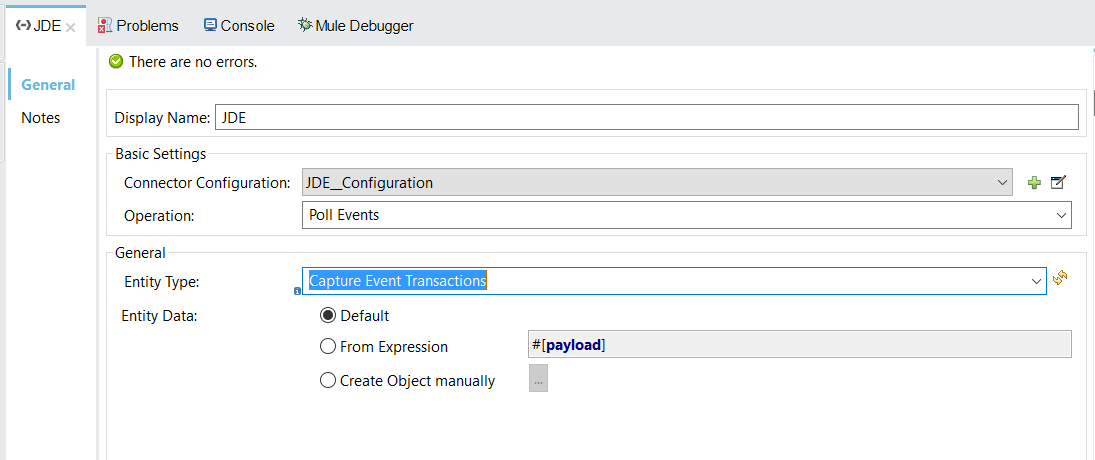 JDE Problems Console Mule Debugger
There are no errors.
General
Notes
Display Name: JDE
Basic Settings
Connector Configuration: JDE__Configuration
Operation: Poll Events
General
Entity Type: Capture Event Transactions
Entity Data: Default
From Expression #[payload]
Create Object manually ...